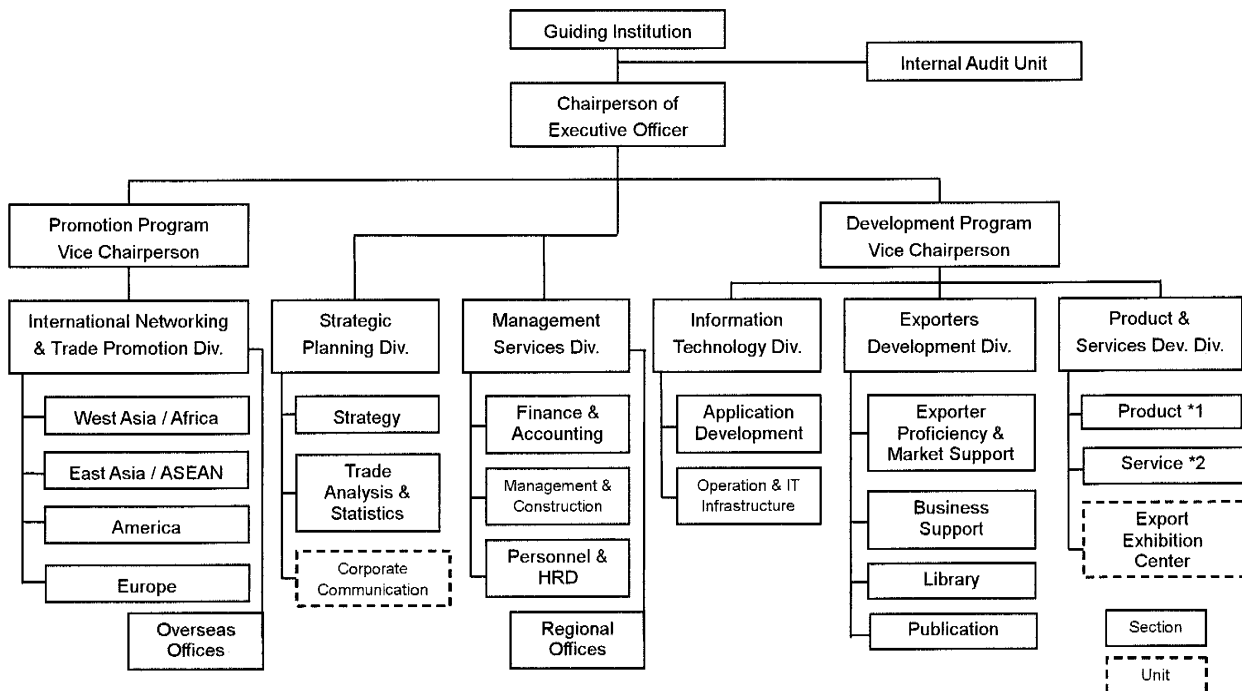 Guiding Institution
Internal Audit Unit
Chairperson of
Executive Officer
Promotion Program
Vice Chairperson
Development Program
Vice Chairperson
International Networking
& Trade Promotion Div.
Strategic
Planning Div.
Management
Services Div.
Information
Technology Div.
Exporters
Development Div.
Product &
Services Dev. Div.
West Asia / Africa
East Asia / ASEAN
America
Europe
Overseas
Offices
Strategy
Trade
Analysis &
Statistics
Corporate
Communication
Finance &
Accounting
Management &
Construction
Personnel &
HRD
Regional
Offices
Application
Development
Operation & IT
Infrastructure
Exporter
Proficiency &
Market Support
Business
Support
Library
Publication
Product *1
Service *2
Export
Exhibition
Center
Section
Unit